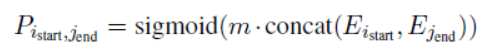 P_{i_{start}, j_{end}} = sigmoid(m · concat(E_{i_{start}}, E_{j_{end}}))